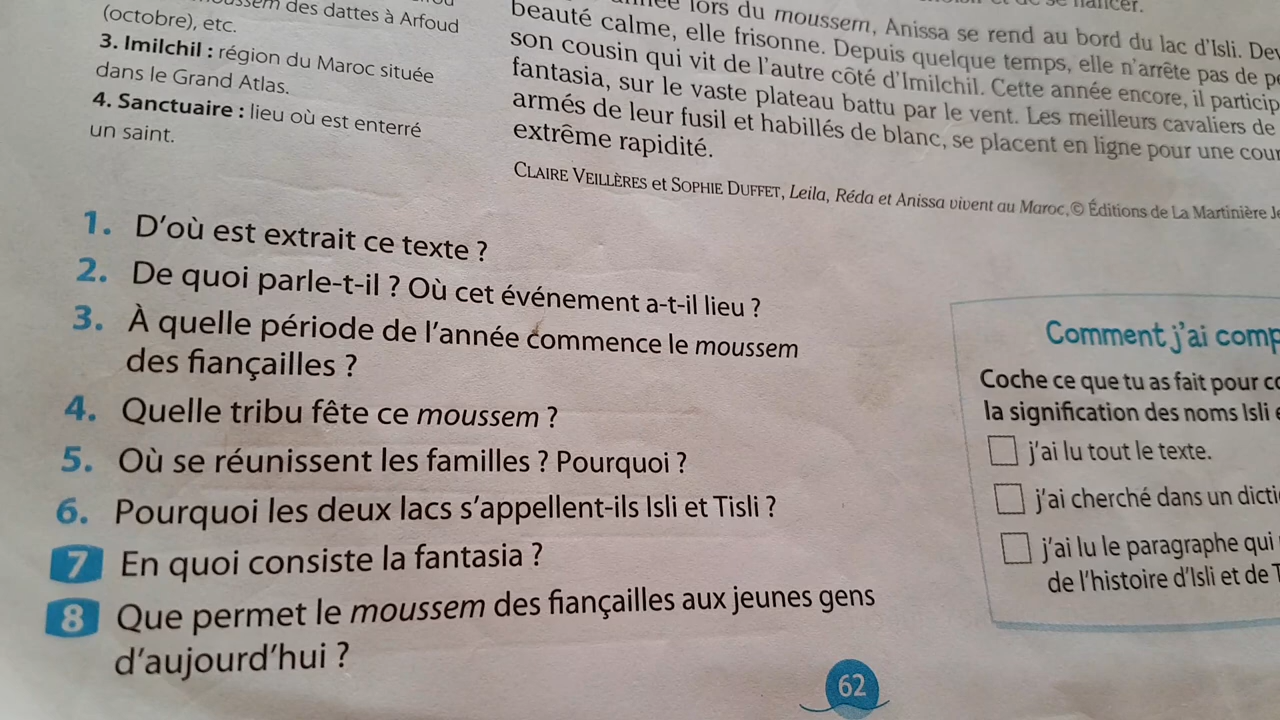 des dattes à Arfoud
(octobre), etc.
3. Imilchil : région du Maroc située
dans le Grand Atlas.
4. Sanctuaire : lieu où est enterré
un saint.
lors du moussem, Anissa se rend au bord du lac d'Isli. Dev
beauté calme, elle frisonne. Depuis quelque temps, elle n'arrête pas de p
son cousin qui vit de l'autre côté d'Imilchil. Cette année encore, il particip
fantasia, sur le vaste plateau battu par le vent. Les meilleurs cavaliers de
armés de leur fusil et habillés de blanc, se placent en ligne pour une cour
extrême rapidité.
CLAIRE VEILLÈRES et SOPHIE DUFFET, Leila, Réda et Anissa vivent au Maroc, © Éditions de La Martinière Je
1. D'où est extrait ce texte ?
2. De quoi parle-t-il ? Où cet événement a-t-il lieu ?
3. À quelle période de l'année commence le moussem
des fiançailles ?
4. Quelle tribu fête ce moussem ?
5. Où se réunissent les familles ? Pourquoi ?
6. Pourquoi les deux lacs s'appellent-ils Isli et Tisli ?
7 En quoi consiste la fantasia ?
8 Que permet le moussem des fiançailles aux jeunes gens
d'aujourd'hui ?
Comment j'ai comp
Coche ce que tu as fait pour co
la signification des noms Isli e
j'ai lu tout le texte.
j'ai cherché dans un dicti
j'ai lu le paragraphe qui
de l'histoire d'Isli et de T
62